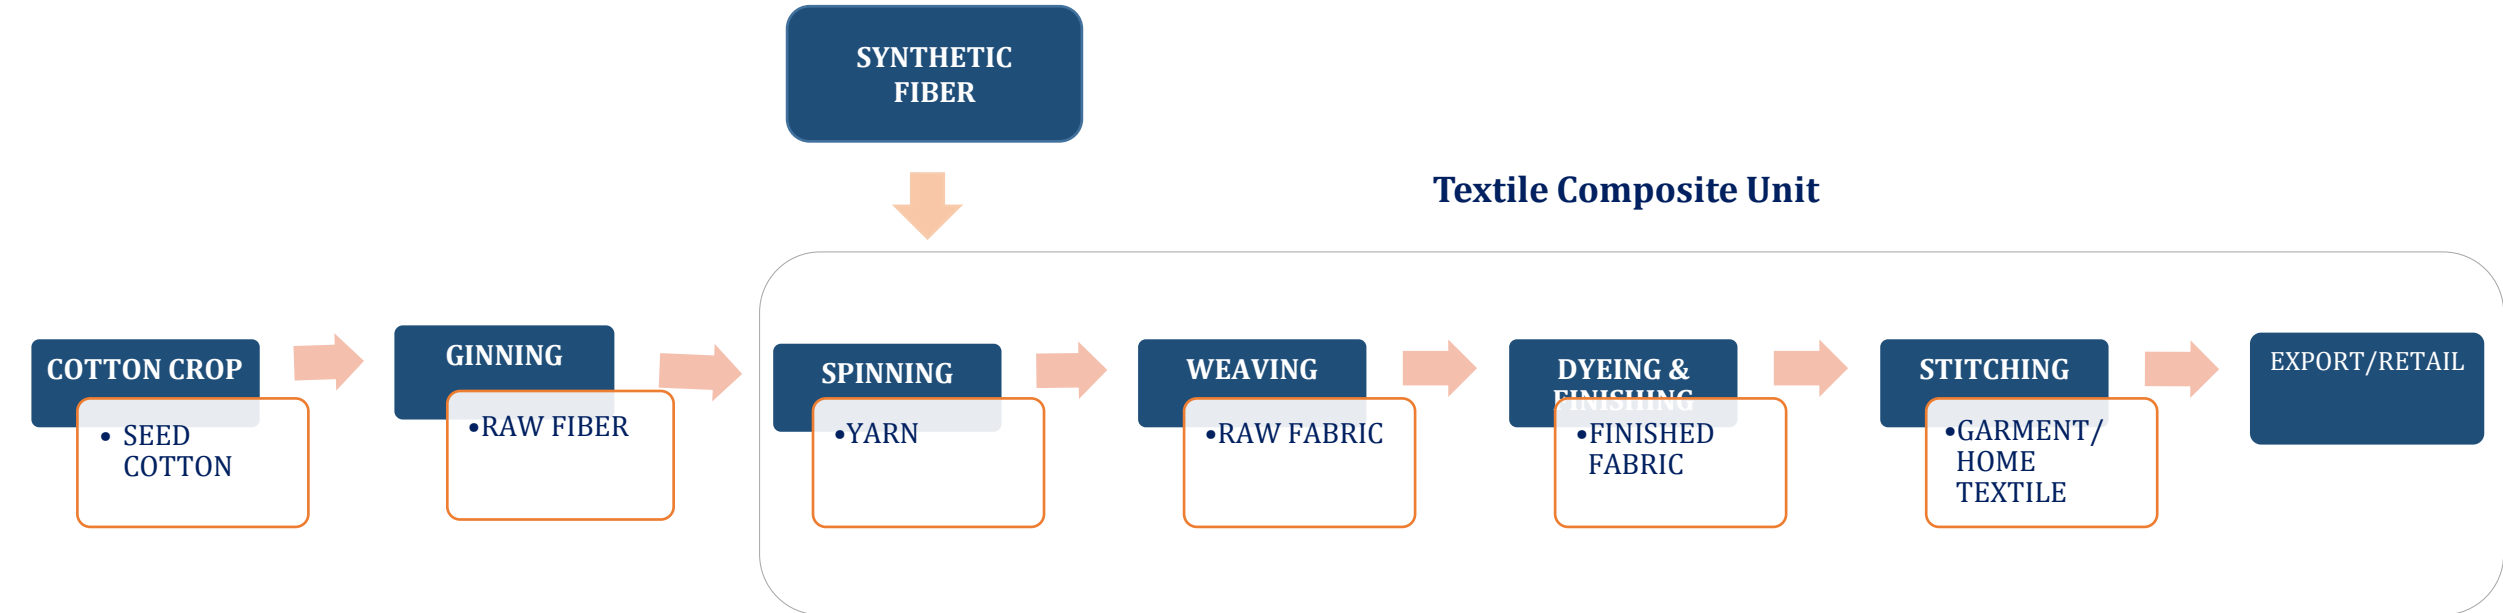 SYNTHETIC
FIBER
Textile Composite Unit
COTTON CROP
• SEED
COTTON
GINNING
•RAW FIBER
SPINNING
•YARN
WEAVING
•RAW FABRIC
DYEING &
FINISHING
•FINISHED
FABRIC
STITCHING
•GARMENT/
HOME
TEXTILE
EXPORT/RETAIL